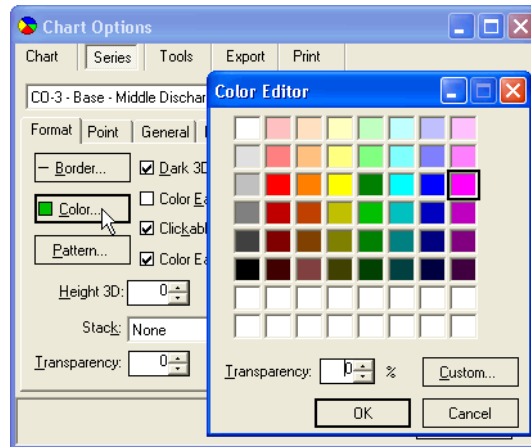 Chart Options
Chart Series Tools Export Print
CO-3 - Base - Middle Dischar
Format Point General
Border... Dark 3D
Color... Color Ea
Clickabl
Pattern... Color Ea
Height 3D: 0
Stack: None
Transparency: 0
Color Editor
Transparency: 0 %
Custom...
OK Cancel